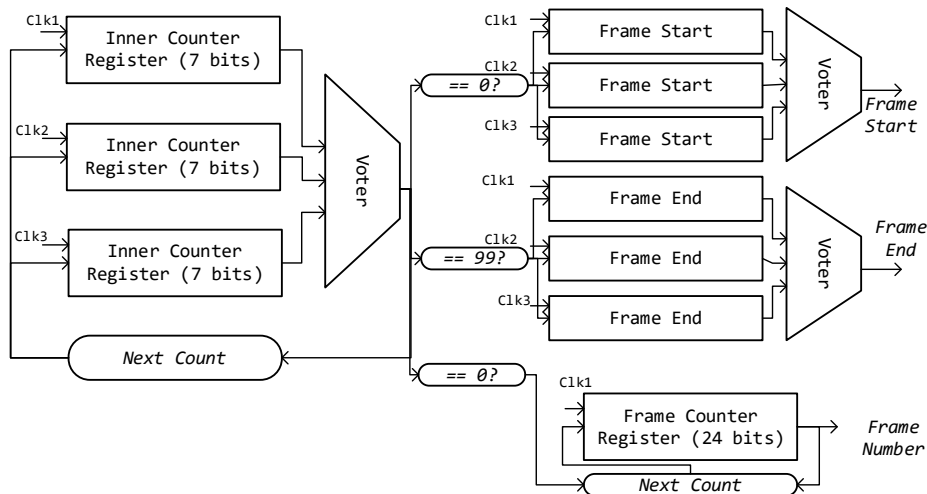 Clk1
Inner Counter
Register (7 bits)
Clk2
Inner Counter
Register (7 bits)
Clk3
Inner Counter
Register (7 bits)
Next Count
Voter
== 0?
== 99?
== 0?
Clk1
Frame Start
Clk2
Frame Start
Clk3
Frame Start
Voter
Frame
Start
Clk1
Frame End
Clk2
Frame End
Clk3
Frame End
Voter
Frame
End
Clk1
Frame Counter
Register (24 bits)
Next Count
Frame
Number